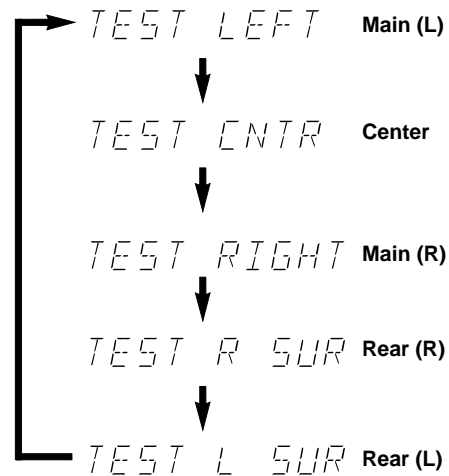 TEST LEFT Main (L)
TEST CNTR Center
TEST RIGHT Main (R)
TEST R SUR Rear (R)
TEST L SUR Rear (L)